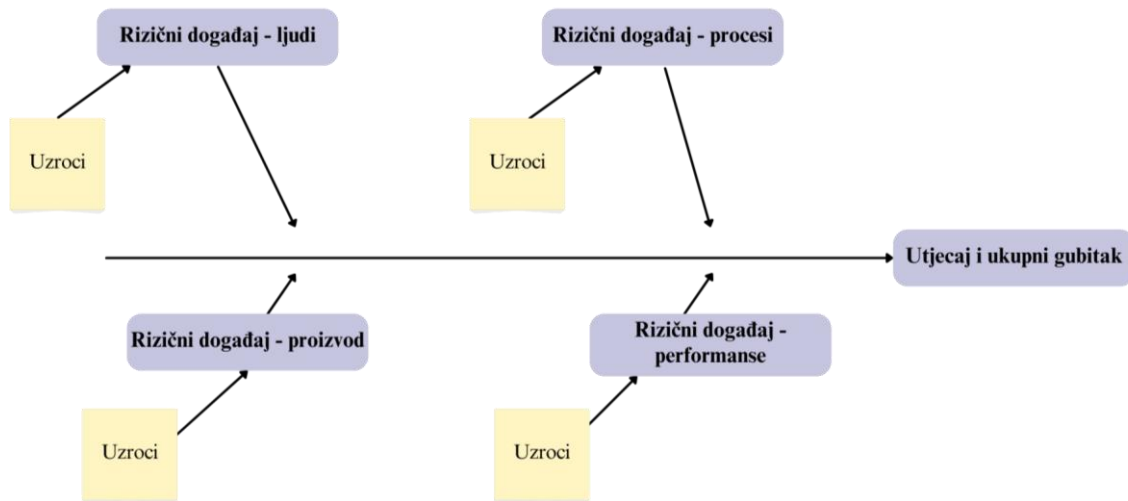 Rizični događaj - ljudi
Rizični događaj - procesi
Uzroci
Uzroci
Utjecaj i ukupni gubitak
Rizični događaj - proizvod
Rizični događaj -
performanse
Uzroci
Uzroci